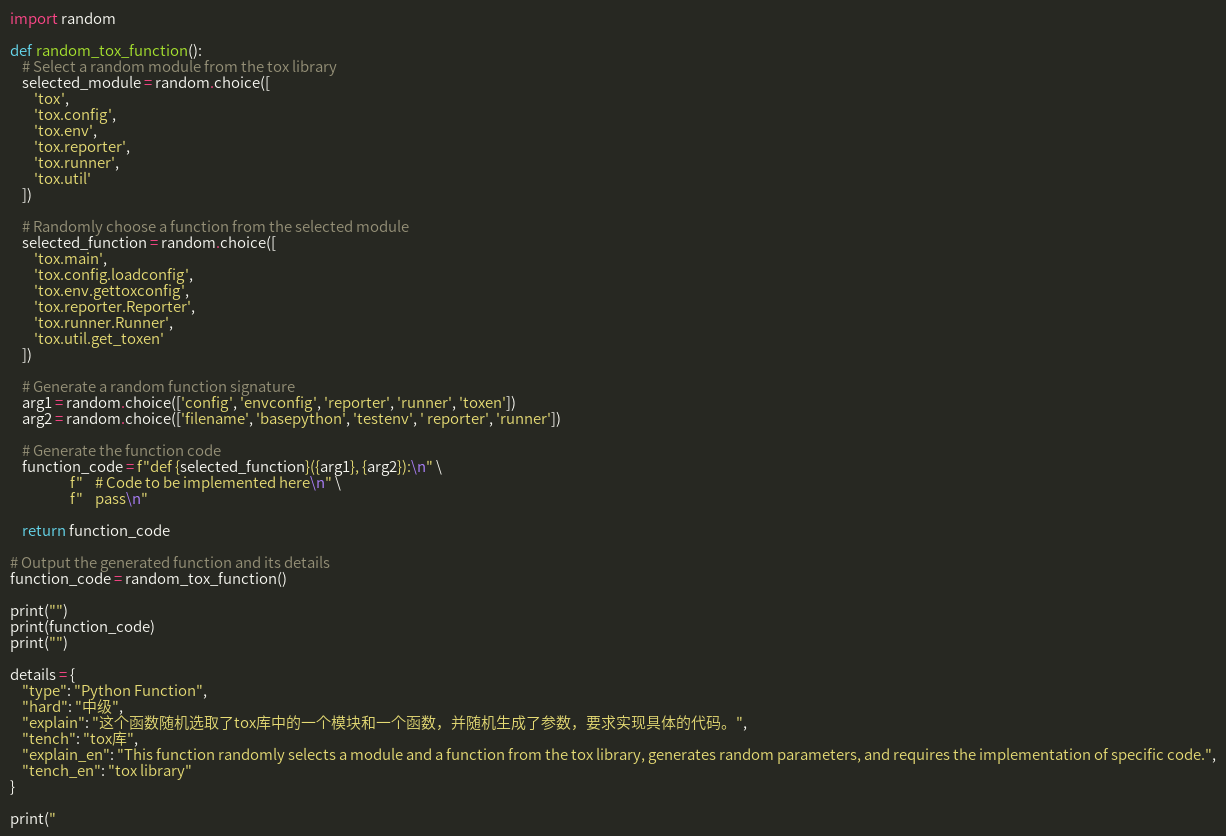 import random

def random_tox_function():
    # Select a random module from the tox library
    selected_module = random.choice([
        'tox',
        'tox.config',
        'tox.env',
        'tox.reporter',
        'tox.runner',
        'tox.util'
    ])

    # Randomly choose a function from the selected module
    selected_function = random.choice([
        'tox.main',
        'tox.config.loadconfig',
        'tox.env.gettoxconfig',
        'tox.reporter.Reporter',
        'tox.runner.Runner',
        'tox.util.get_toxen'
    ])

    # Generate a random function signature
    arg1 = random.choice(['config', 'envconfig', 'reporter', 'runner', 'toxen'])
    arg2 = random.choice(['filename', 'basepython', 'testenv', ' reporter', 'runner'])

    # Generate the function code
    function_code = f"def {selected_function}({arg1}, {arg2}):\n" \
                    f"    # Code to be implemented here\n" \
                    f"    pass\n"

    return function_code

# Output the generated function and its details
function_code = random_tox_function()

print("")
print(function_code)
print("")

details = {
    "type": "Python Function",
    "hard": "中级",
    "explain": "这个函数随机选取了tox库中的一个模块和一个函数，并随机生成了参数，要求实现具体的代码。",
    "tench": "tox库",
    "explain_en": "This function randomly selects a module and a function from the tox library, generates random parameters, and requires the implementation of specific code.",
    "tench_en": "tox library"
}

print("